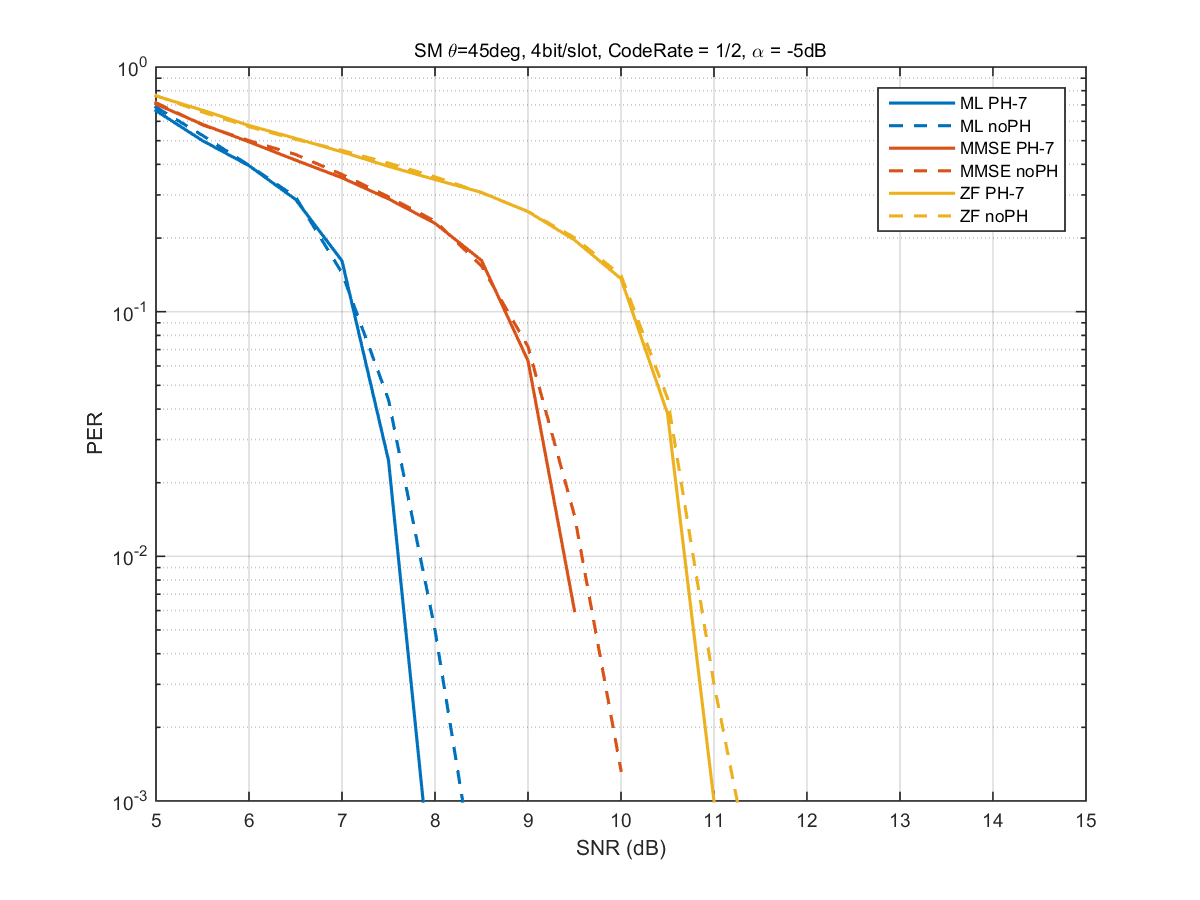 SM θ=45deg, 4bit/slot, CodeRate = 1/2, α = -5dB
10^0
10^-1
10^-2
10^-3
PER
5 6 7 8 9 10 11 12 13 14 15
SNR (dB)
ML PH-7
ML noPH
MMSE PH-7
MMSE noPH
ZF PH-7
ZF noPH